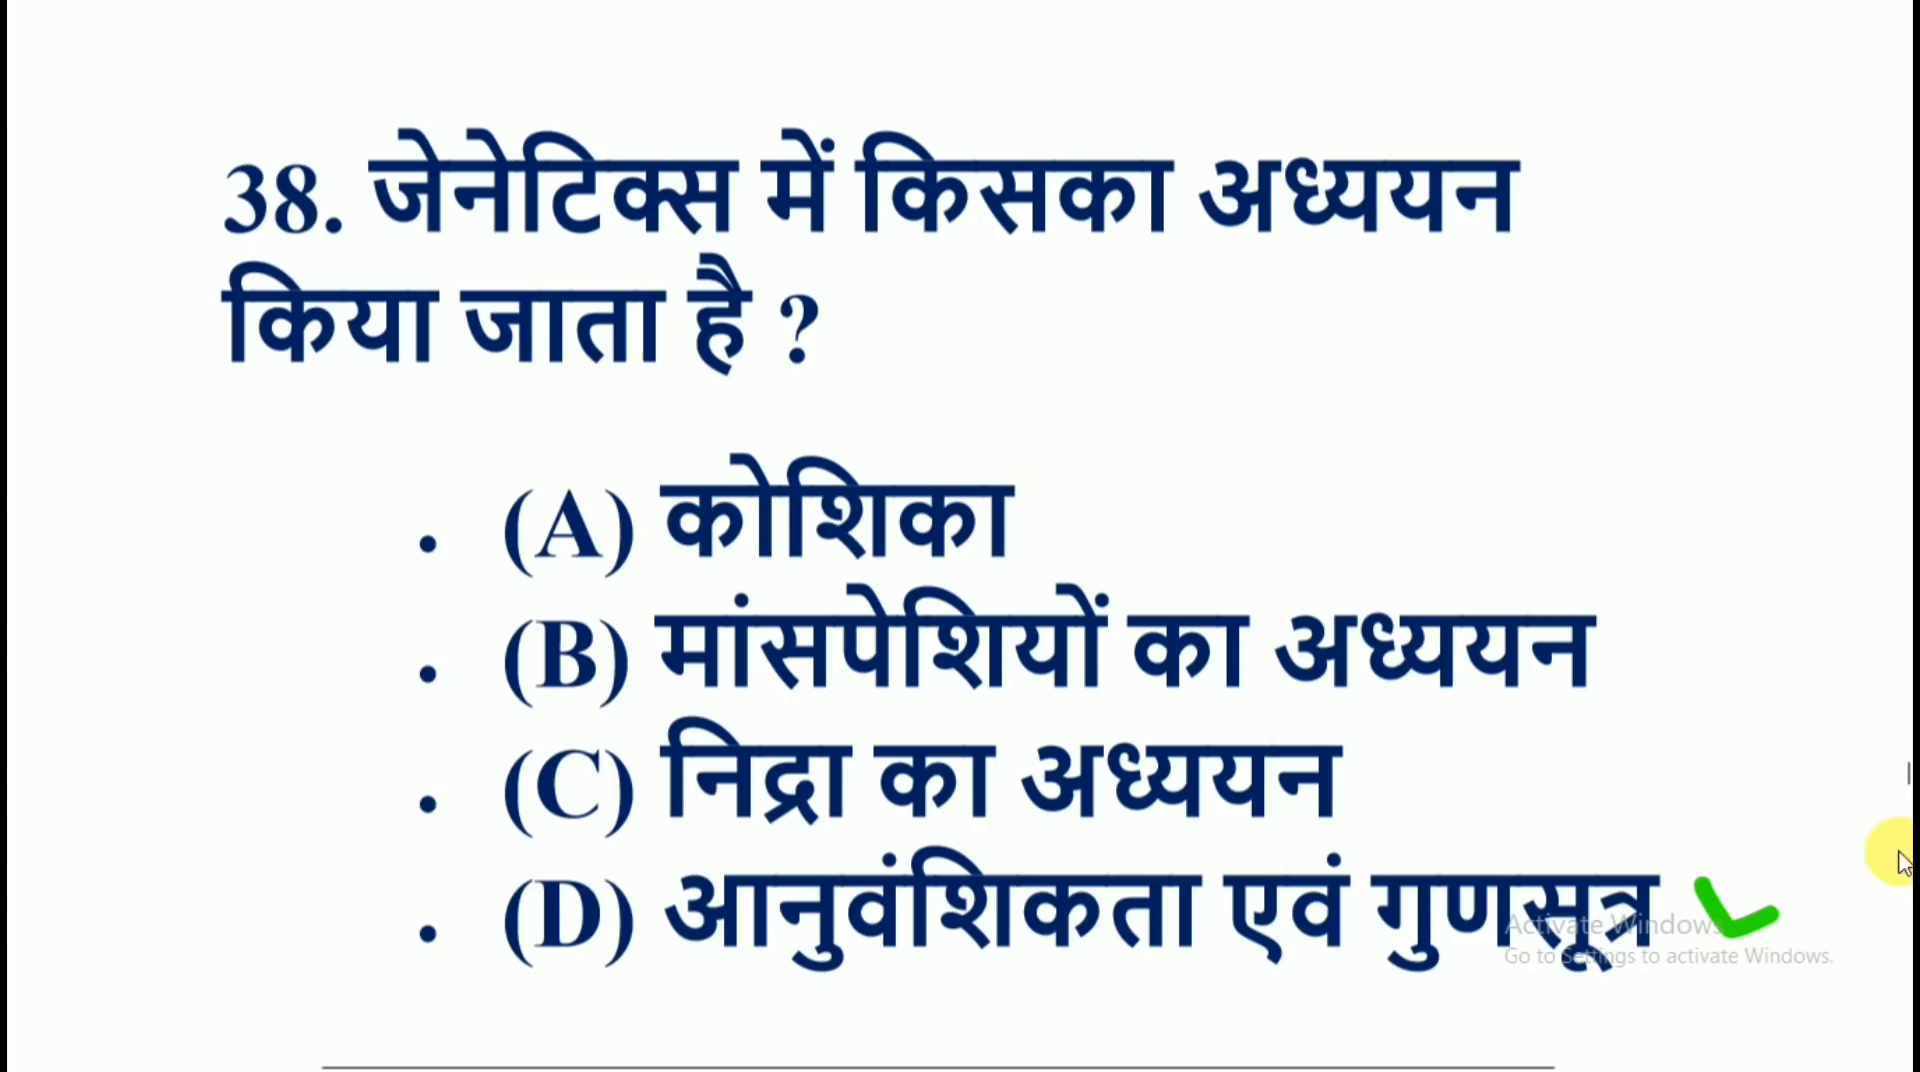 38. जेनेटिक्स में किसका अध्ययन
किया जाता है ?
. (A) कोशिका
. (B) मांसपेशियों का अध्ययन
. (C) निद्रा का अध्ययन
. (D) आनुवंशिकता एवं गुणसूत्र
Activate Windows
Go to Settings to activate Windows.